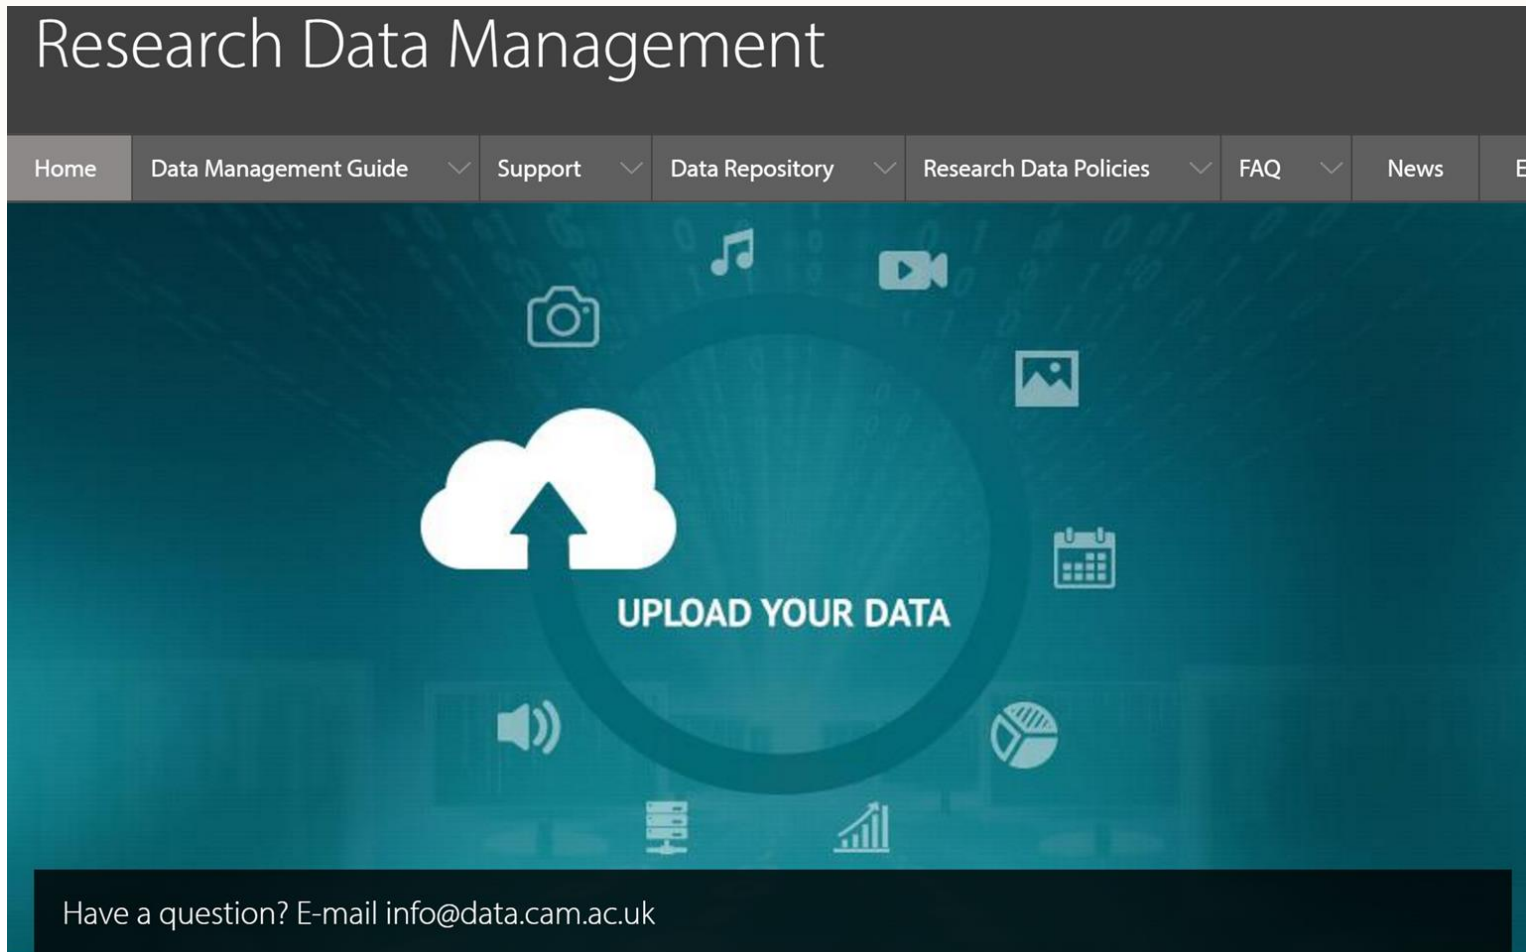 Research Data Management
Home Data Management Guide Support Data Repository Research Data Policies FAQ News
UPLOAD YOUR DATA
Have a question? E-mail info@data.cam.ac.uk